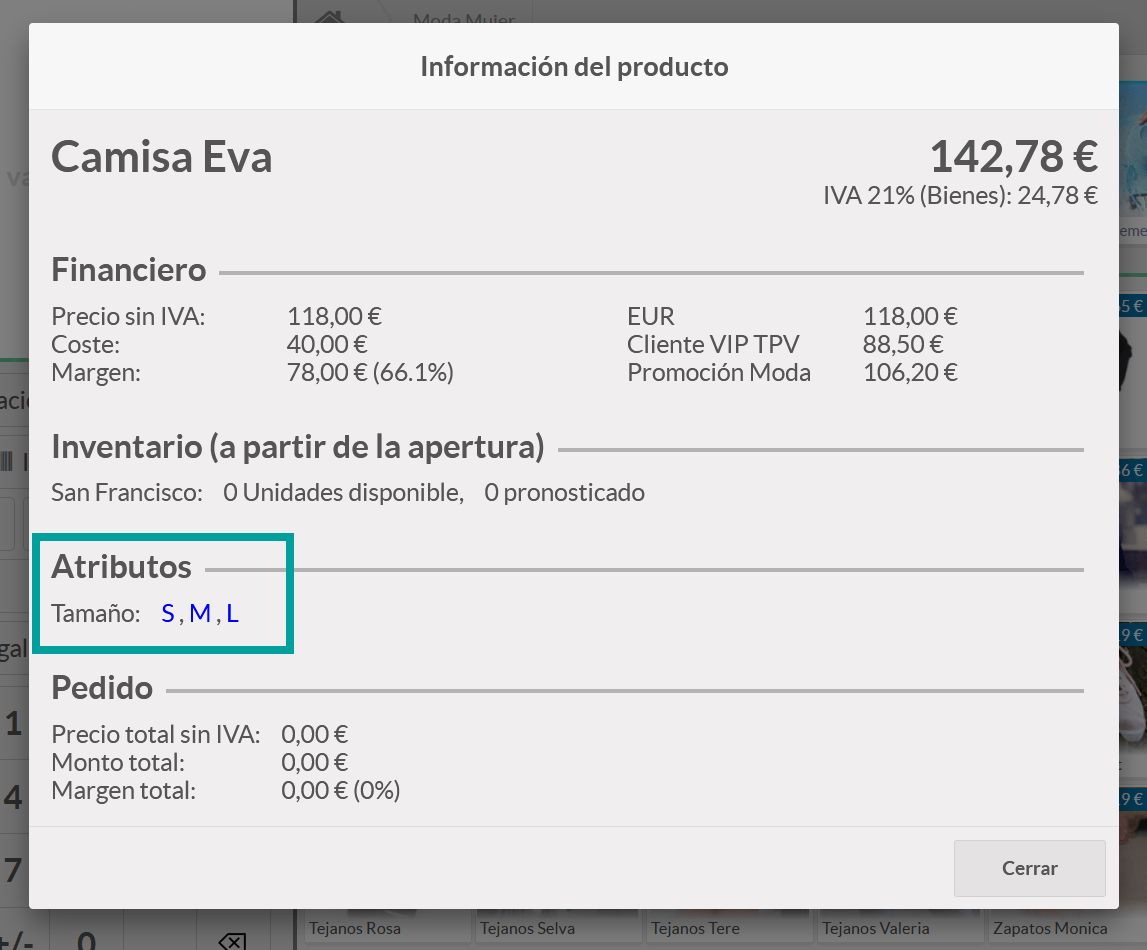 Moda Mujer
Información del producto
Camisa Eva
142,78 €
IVA 21% (Bienes): 24,78 €
Financiero
Precio sin IVA: 118,00 € EUR 118,00 €
Coste: 40,00 € Cliente VIP TPV 88,50 €
Margen: 78,00 € (66.1%) Promoción Moda 106,20 €
Inventario (a partir de la apertura)
San Francisco: 0 Unidades disponible, 0 pronosticado
Atributos
Tamaño: S , M , L
Pedido
Precio total sin IVA: 0,00 €
Monto total: 0,00 €
Margen total: 0,00 € (0%)
Cerrar
1
4
7
+/- 0
Tejanos Rosa Tejanos Selva Tejanos Tere Tejanos Valeria Zapatos Monica